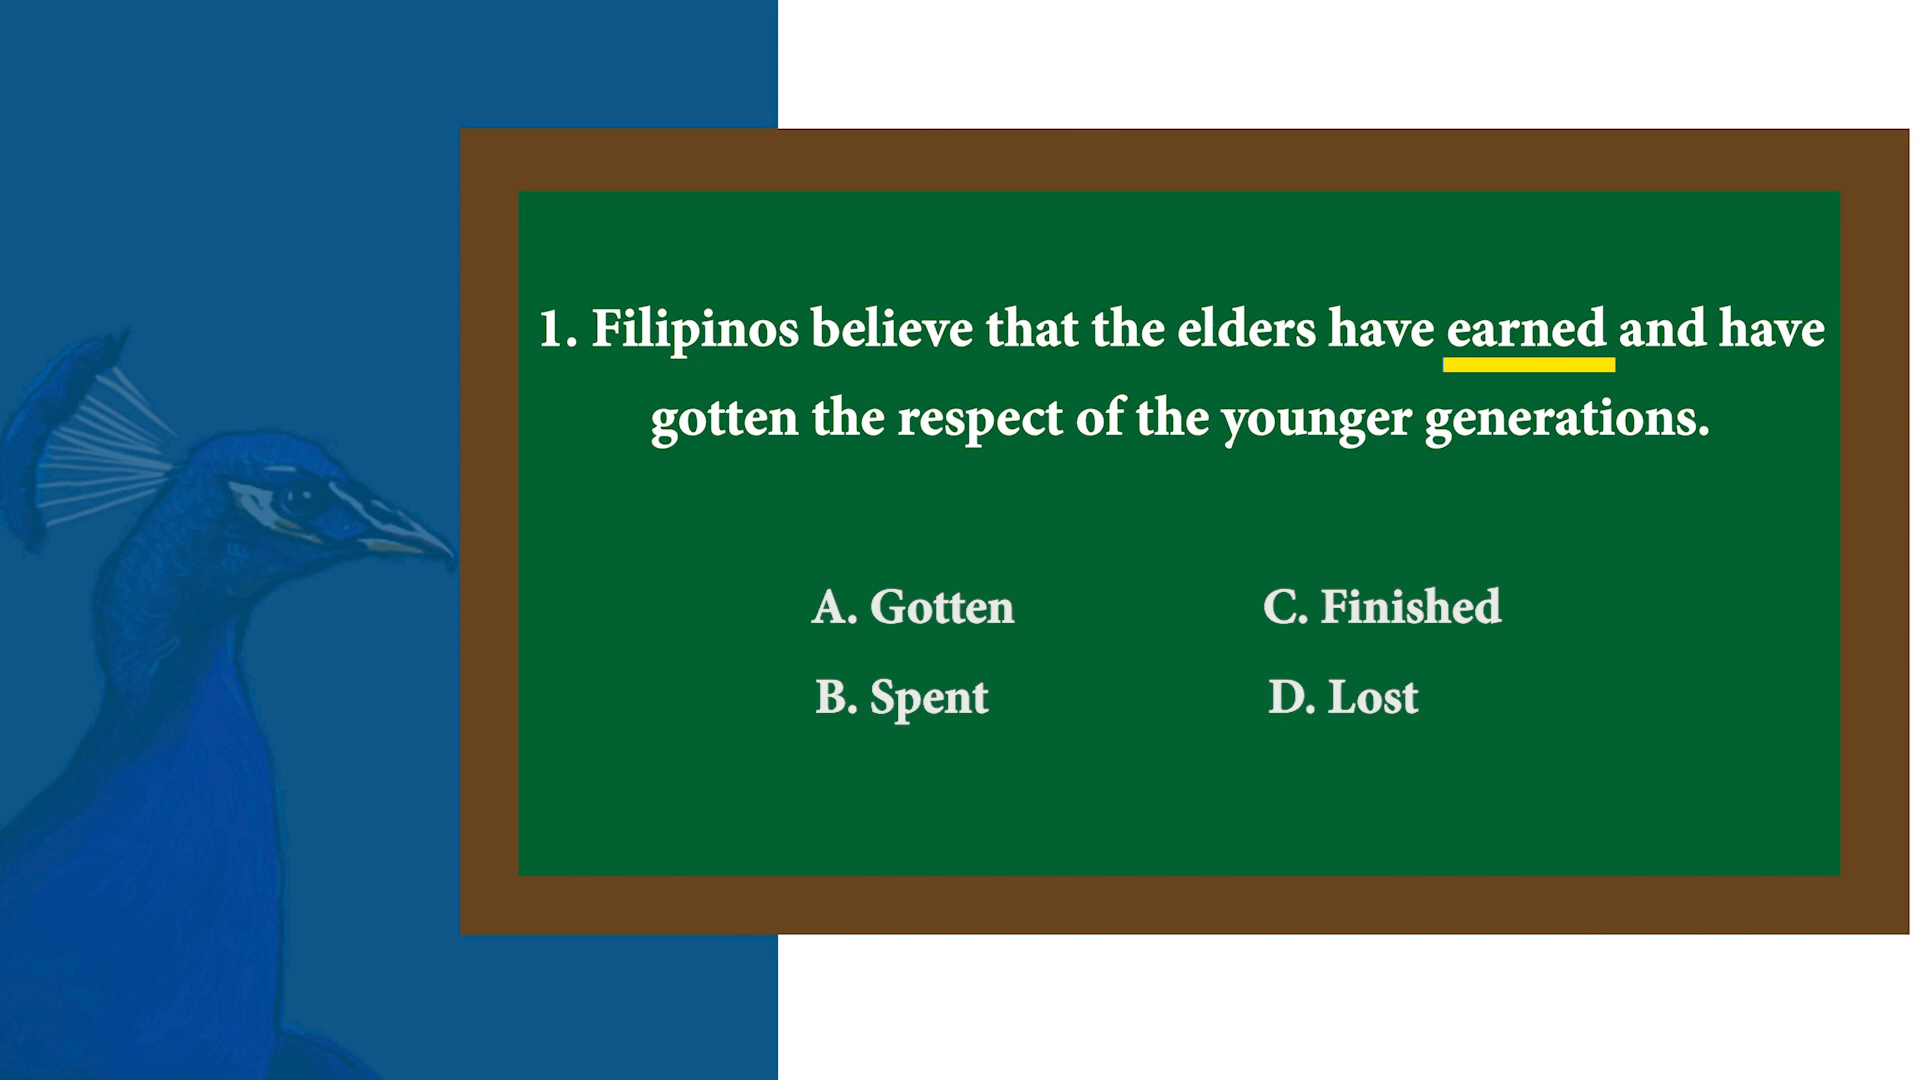 1. Filipinos believe that the elders have earned and have
gotten the respect of the younger generations.
A. Gotten
B. Spent
C. Finished
D. Lost